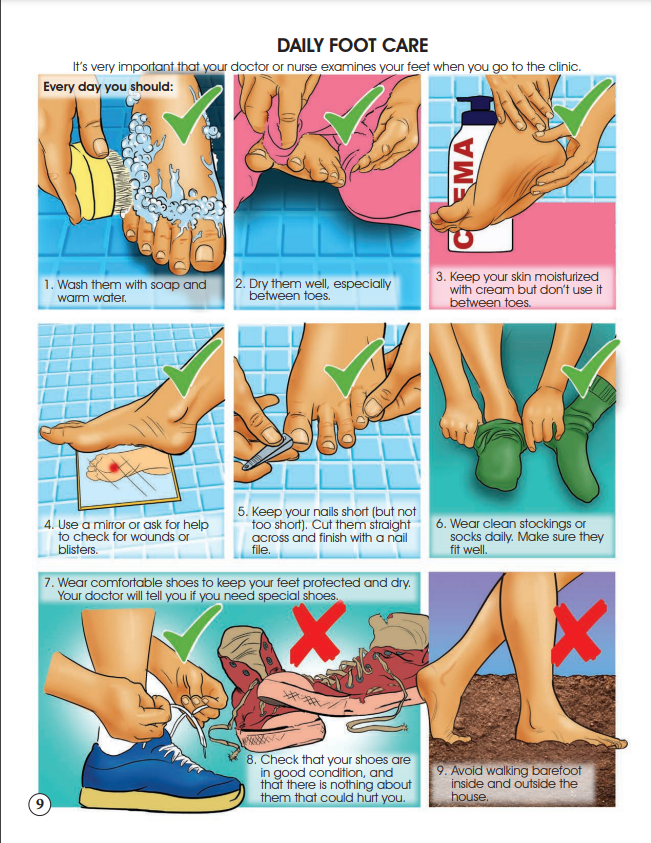 DAILY FOOT CARE
It's very important that your doctor or nurse examines your feet when you go to the clinic.
Every day you should:
1. Wash them with soap and
warm water.
2. Dry them well, especially
between toes.
C   EMA
3. Keep your skin moisturized
with cream but don't use it
between toes.
4. Use a mirror or ask for help
to check for wounds or
blisters.
5. Keep your nails short (but not
too short). Cut them straight
across and finish with a nail
file.
6. Wear clean stockings or
socks daily. Make sure they
fit well.
7. Wear comfortable shoes to keep your feet protected and dry.
Your doctor will tell you if you need special shoes.
8. Check that your shoes are
in good condition, and
that there is nothing about
them that could hurt you.
9. Avoid walking barefoot
inside and outside the
house.
9